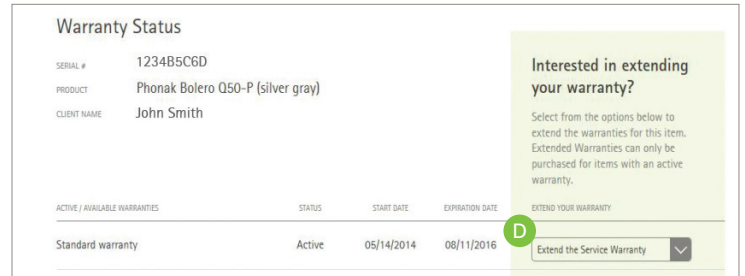 Warranty Status
SERIAL # 1234B5C6D
PRODUCT Phonak Bolero Q50-P (silver gray)
CLIENT NAME John Smith
Interested in extending
your warranty?
Select from the options below to
extend the warranties for this item.
Extended Warranties can only be
purchased for items with an active
warranty.
ACTIVE / AVAILABLE WARRANTIES STATUS START DATE EXPIRATION DATE EXTEND YOUR WARRANTY
D
Standard warranty Active 05/14/2014 08/11/2016 Extend the Service Warranty